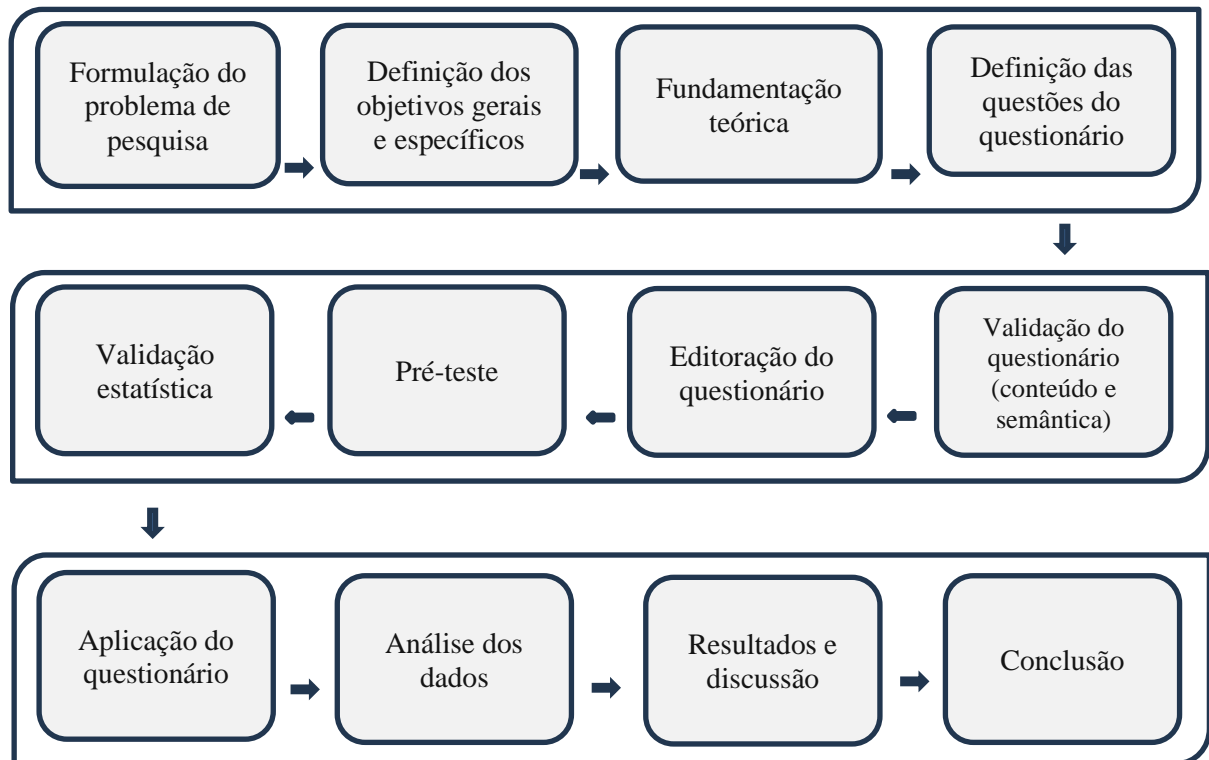 Formulação do
problema de
pesquisa
Definição dos
objetivos gerais
e específicos
Fundamentação
teórica
Definição das
questões do
questionário
Validação
estatística
Pré-teste
Editoração do
questionário
Validação do
questionário
(conteúdo e
semântica)
Aplicação do
questionário
Análise dos
dados
Resultados e
discussão
Conclusão